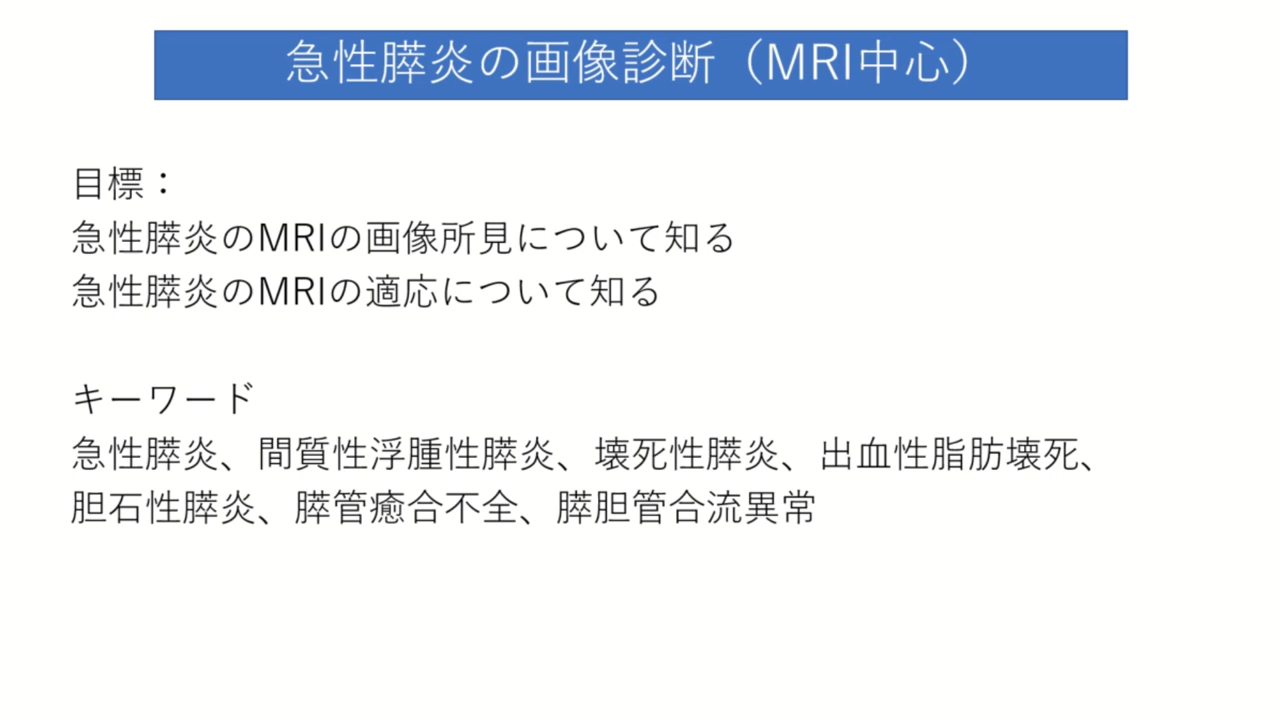 急性膵炎の画像診断（MRI中心）
目標：
急性膵炎のMRIの画像所見について知る
急性膵炎のMRIの適応について知る
キーワード
急性膵炎、間質性浮腫性膵炎、壊死性膵炎、出血性脂肪壊死、
胆石性膵炎、膵管癒合不全、膵胆管合流異常